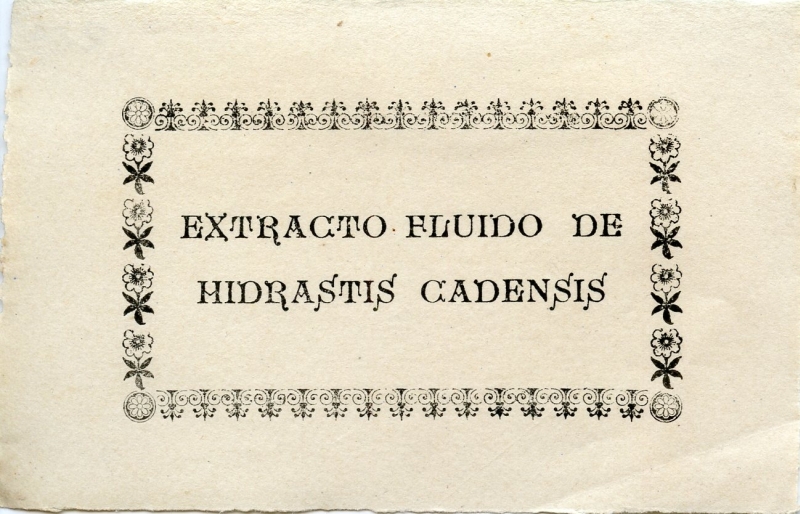 EXTRACTO FLUIDO DE
HIDRASTIS CADENSIS